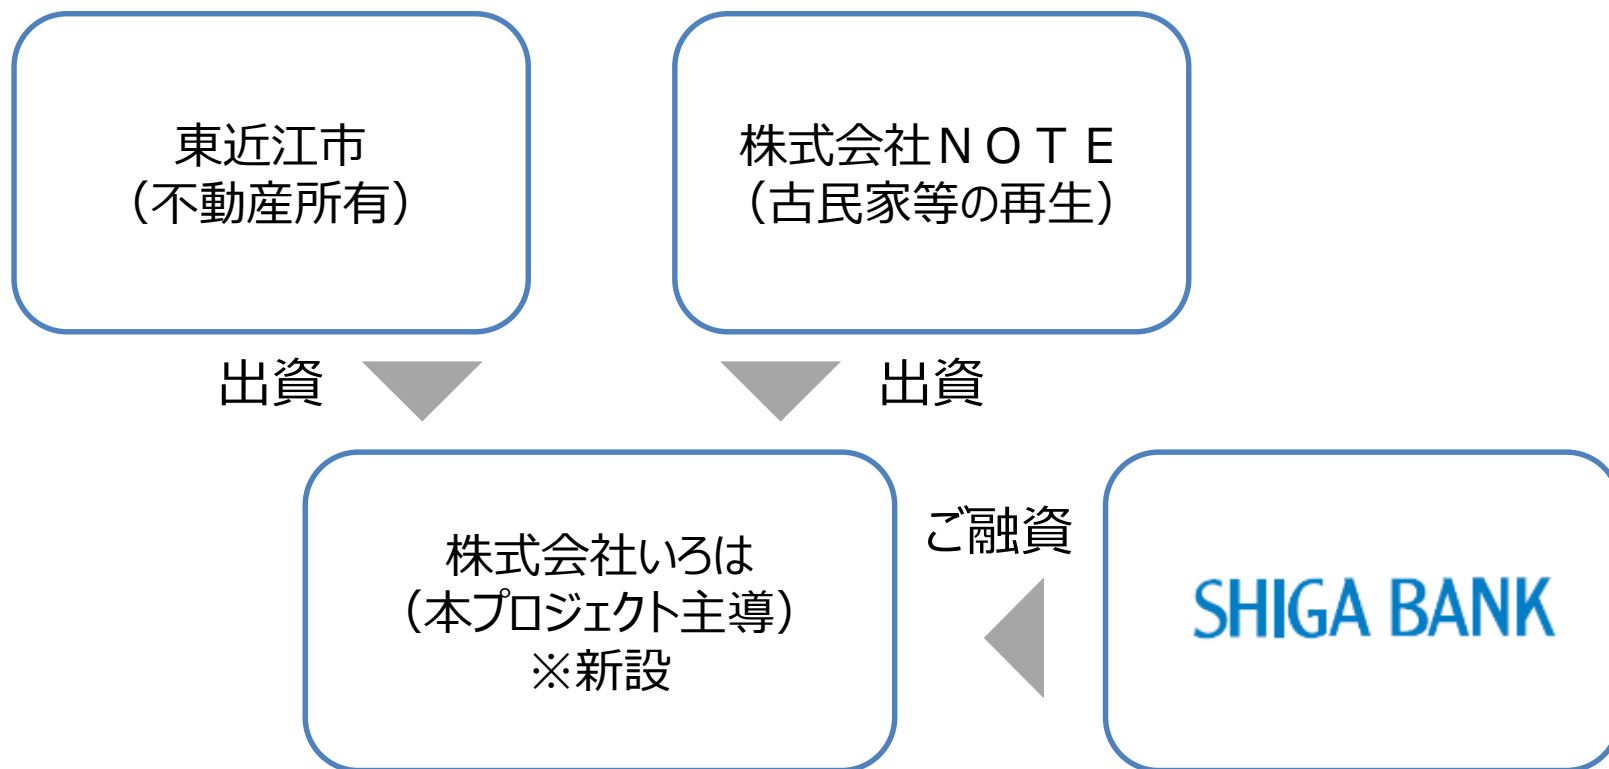 東近江市
（不動産所有）
株式会社ＮＯＴＥ
（古民家等の再生）
出資
出資
株式会社いろは
（本プロジェクト主導）
※新設
ご融資
SHIGA BANK